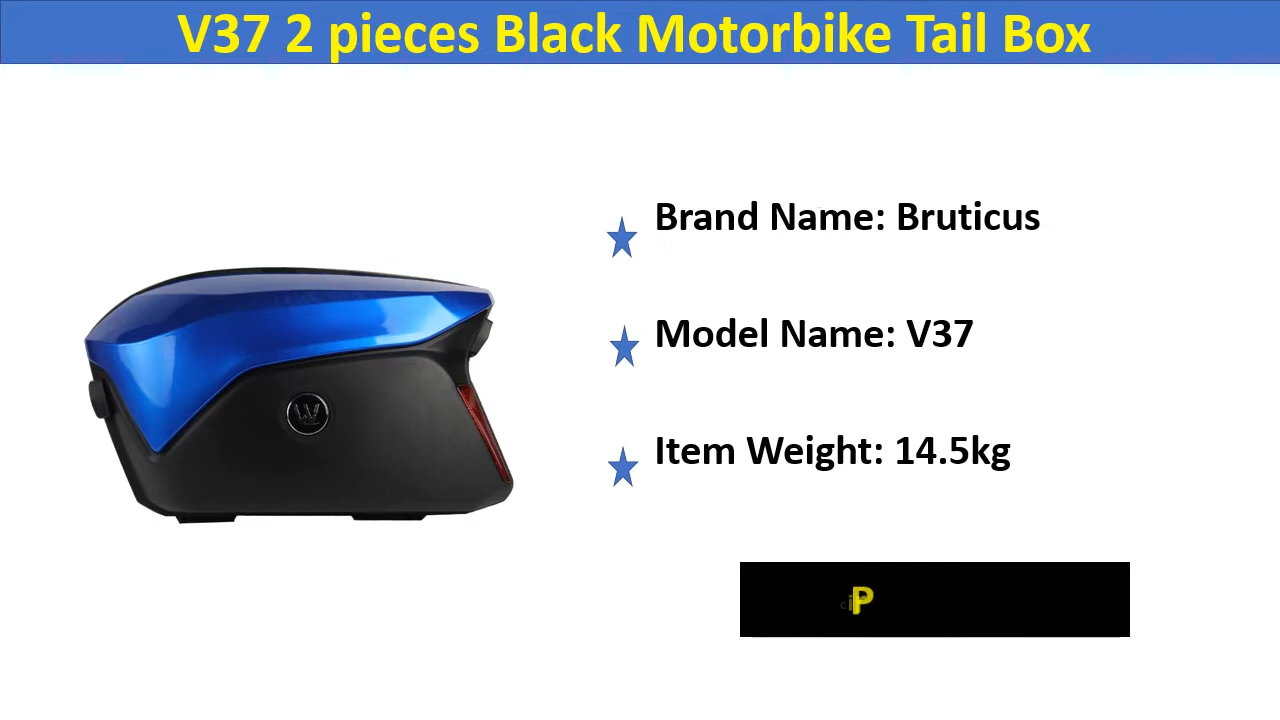 V37 2 pieces Black Motorbike Tail Box
Brand Name: Bruticus
Model Name: V37
Item Weight: 14.5kg
P